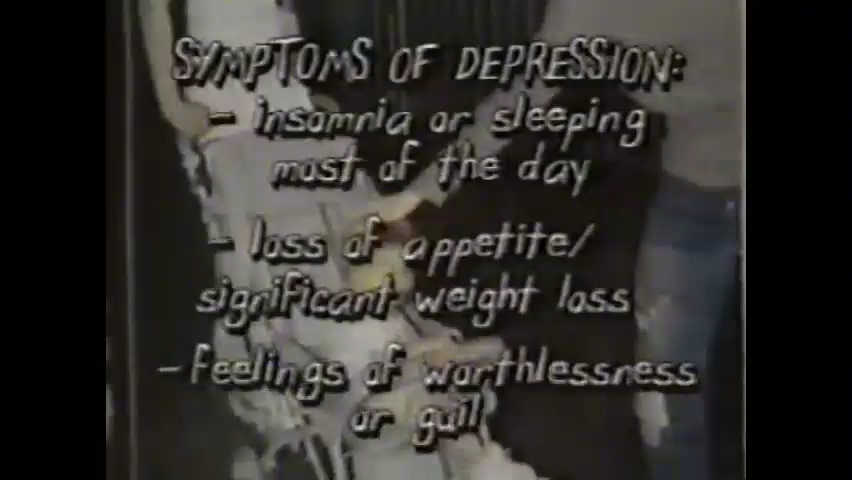 SYMPTOMS OF DEPRESSION:
- insomnia or sleeping
most of the day
- loss of appetite/
significant weight loss
- feelings of worthlessness
or guil